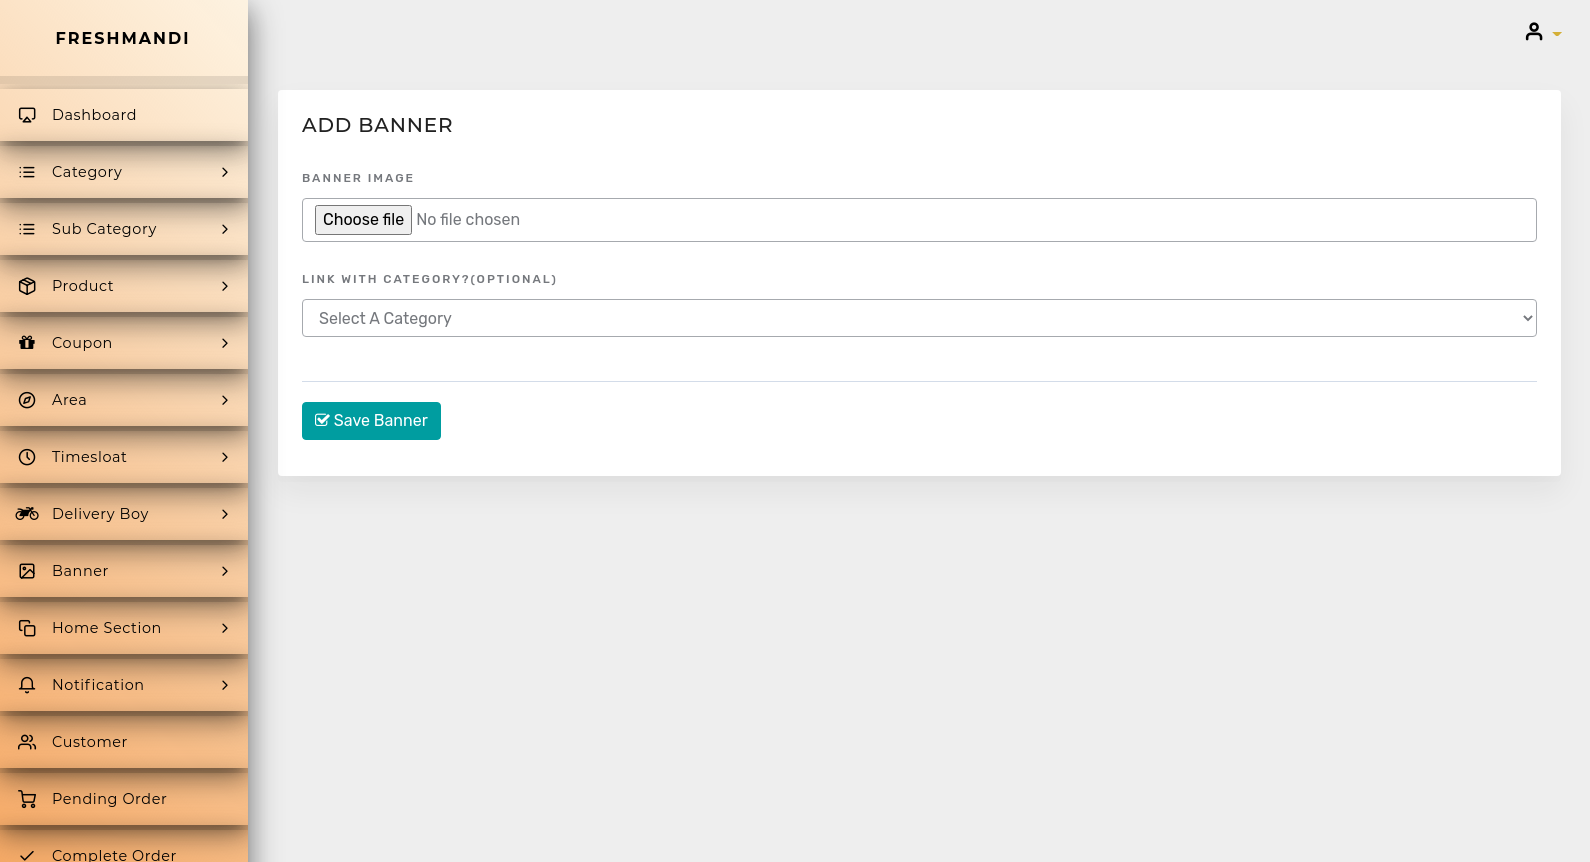 FRESHMANDI
Dashboard
Category
Sub Category
Product
Coupon
Area
Timesloat
Delivery Boy
Banner
Home Section
Notification
Customer
Pending Order
Complete Order
ADD BANNER
BANNER IMAGE
Choose file No file chosen
LINK WITH CATEGORY?(OPTIONAL)
Select A Category
Save Banner